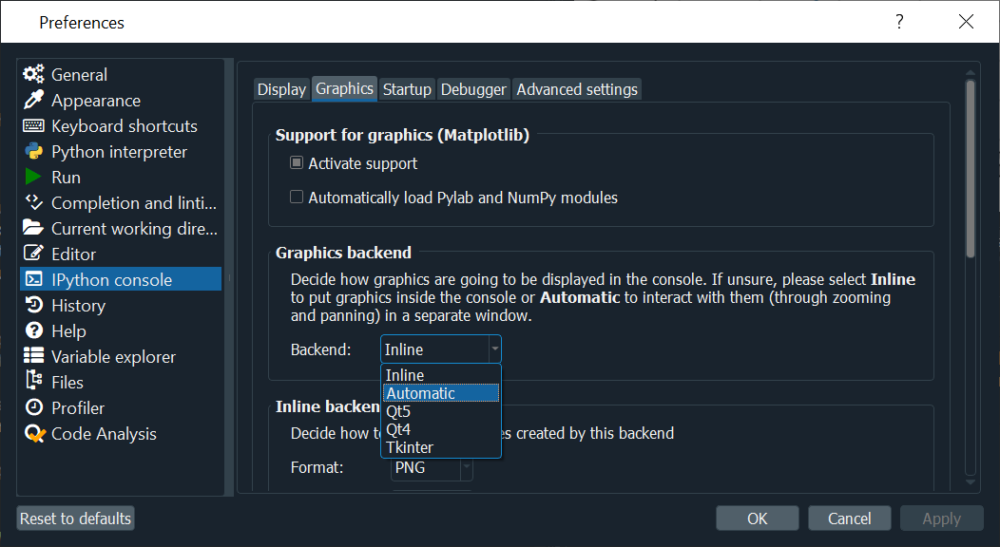 Preferences
?
General
Appearance
Keyboard shortcuts
Python interpreter
Run
Completion and linti...
Current working dire...
Editor
IPython console
History
Help
Variable explorer
Files
Profiler
Code Analysis
Display Graphics Startup Debugger Advanced settings
Support for graphics (Matplotlib)
Activate support
Automatically load Pylab and NumPy modules
Graphics backend
Decide how graphics are going to be displayed in the console. If unsure, please select Inline
to put graphics inside the console or Automatic to interact with them (through zooming
and panning) in a separate window.
Backend: Inline
Inline
Automatic
Qt5
Qt4
Tkinter
Inline backen
Decide how t es created by this backend
Format: PNG
Reset to defaults OK Cancel Apply